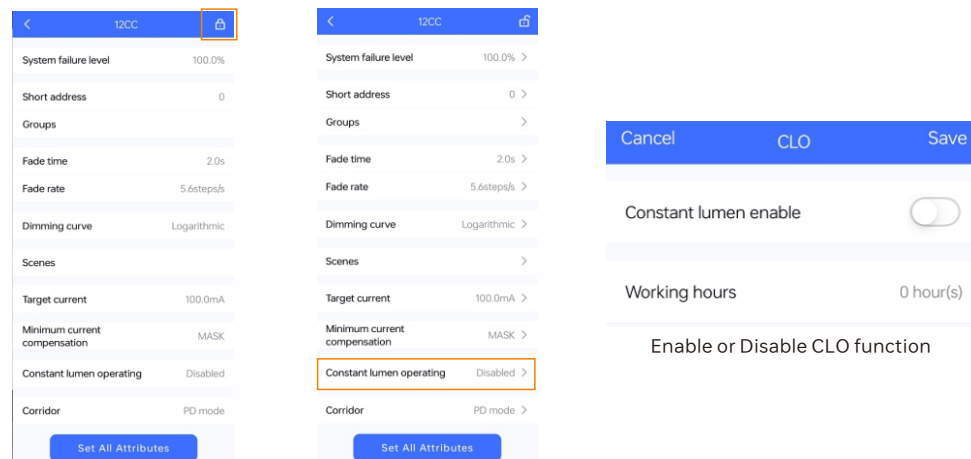 12CC
System failure level 100.0%
Short address 0
Groups
Fade time 2.0s
Fade rate 5.6steps/s
Dimming curve Logarithmic
Scenes
Target current 100.0mA
Minimum current
compensation MASK
Constant lumen operating Disabled
Corridor PD mode
Set All Attributes
12CC
System failure level 100.0%
Short address 0
Groups
Fade time 2.0s
Fade rate 5.6steps/s
Dimming curve Logarithmic
Scenes
Target current 100.0mA
Minimum current
compensation MASK
Constant lumen operating Disabled
Corridor PD mode
Set All Attributes
Cancel CLO Save
Constant lumen enable
Working hours 0 hour(s)
Enable or Disable CLO function